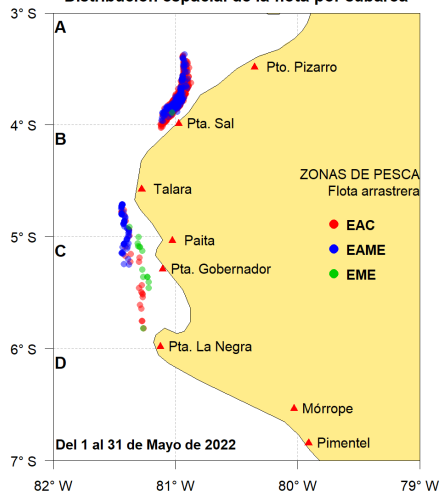 Distribución espacial de la flota por subárea
3° S
A
Pto. Pizarro
4° S
Pta. Sal
B
ZONAS DE PESCA
Flota arrastrera
Talara
EAC
5° S
Paita
C
EAME
Pta. Gobernador
EME
6° S
Pta. La Negra
D
Mórrope
Del 1 al 31 de Mayo de 2022
Pimentel
7° S
82° W
81° W
80° W
79° W